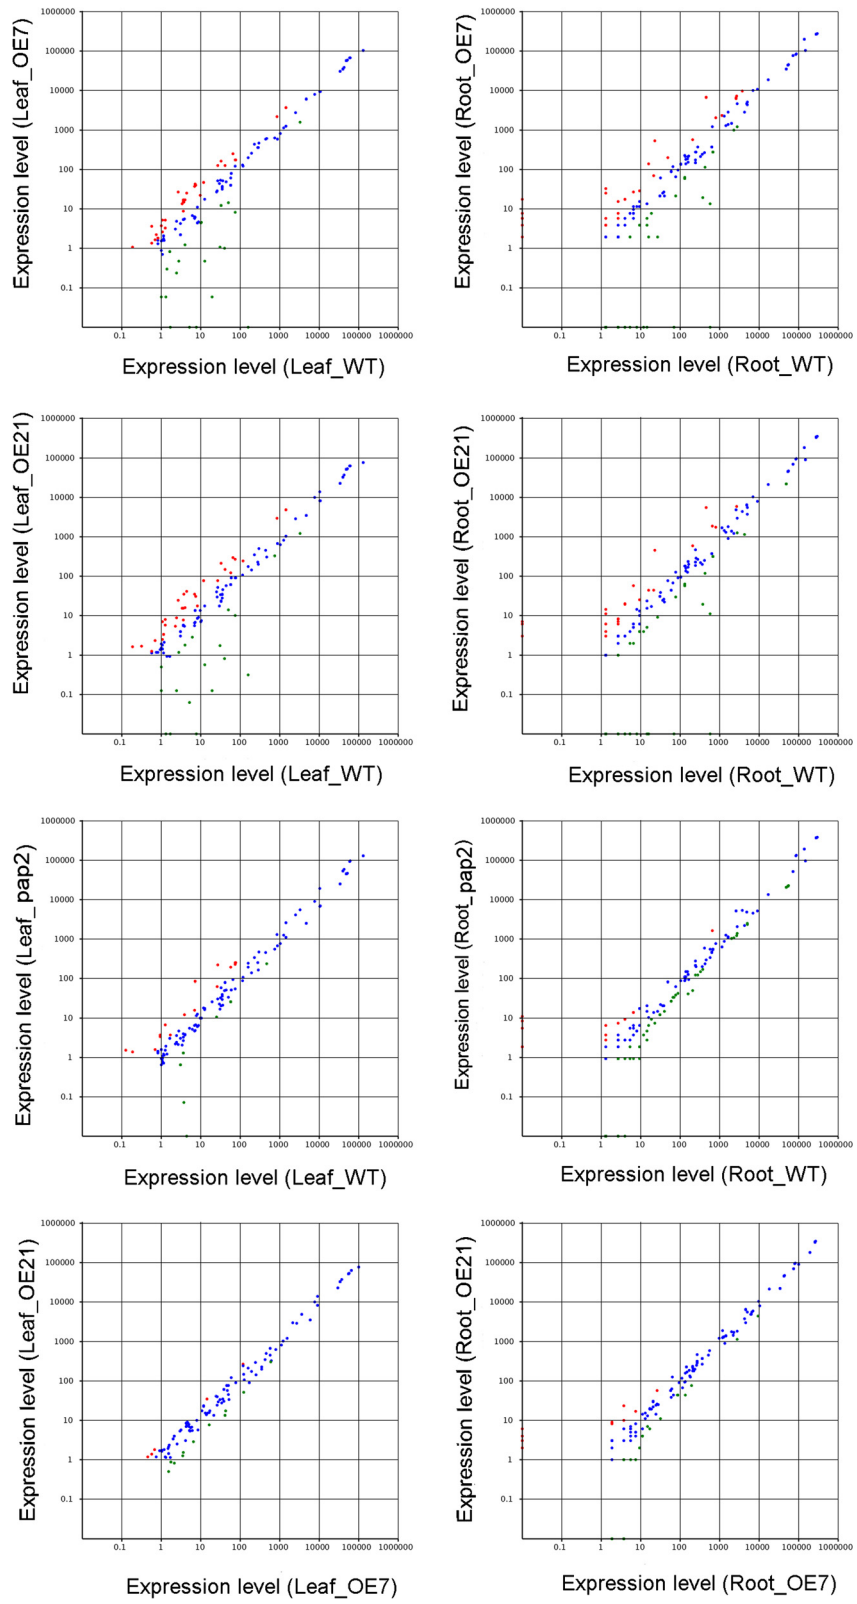 Expression level (Leaf_OE7)
1000000
100000
10000
1000
100
10
1
0.1
0.1 1 10 100 1000 10000 100000 1000000
Expression level (Leaf_WT)
Expression level (Root_OE7)
1000000
100000
10000
1000
100
10
1
0.1
0.1 1 10 100 1000 10000 100000 1000000
Expression level (Root_WT)
Expression level (Leaf_OE21)
1000000
100000
10000
1000
100
10
1
0.1
0.1 1 10 100 1000 10000 100000 1000000
Expression level (Leaf_WT)
Expression level (Root_OE21)
1000000
100000
10000
1000
100
10
1
0.1
0.1 1 10 100 1000 10000 100000 1000000
Expression level (Root_WT)
Expression level (Leaf_pap2)
1000000
100000
10000
1000
100
10
1
0.1
0.1 1 10 100 1000 10000 100000 1000000
Expression level (Leaf_WT)
Expression level (Root_pap2)
1000000
100000
10000
1000
100
10
1
0.1
0.1 1 10 100 1000 10000 100000 1000000
Expression level (Root_WT)
Expression level (Leaf_OE21)
1000000
100000
10000
1000
100
10
1
0.1
0.1 1 10 100 1000 10000 100000 1000000
Expression level (Leaf_OE7)
Expression level (Root_OE21)
1000000
100000
10000
1000
100
10
1
0.1
0.1 1 10 100 1000 10000 100000 1000000
Expression level (Root_OE7)